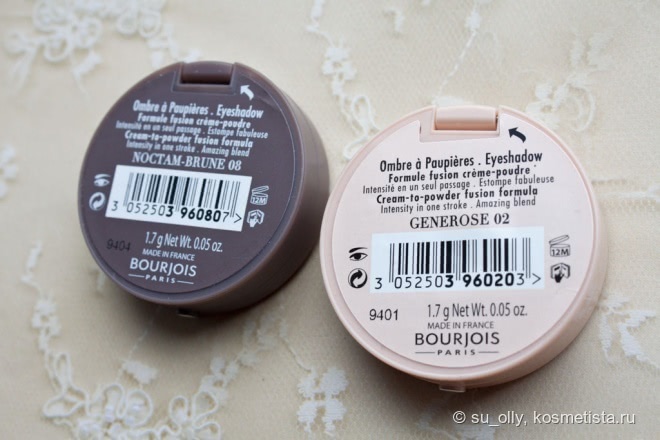 Ombre à Paupières . Eyeshadow
Formule fusion crème-poudre
Intensité en un seul passage . Estampe fabuleuse
Cream-to-powder fusion formula
Intensity in one stroke . Amazing blend
NOCTAM-BRUNE 08
3 052503 960807 >
12M
9404
1.7 g Net Wt. 0.05 oz.
MADE IN FRANCE
BOURJOIS
PARIS
Ombre à Paupières . Eyeshadow
Formule fusion crème-poudre
Intensité en un seul passage . Estampe fabuleuse
Cream-to-powder fusion formula
Intensity in one stroke . Amazing blend
GENEROSE 02
3 052503 960203 >
12M
9401
1.7 g Net Wt. 0.05 oz.
MADE IN FRANCE
BOURJOIS
PARIS
© su_olly, kosmetista.ru